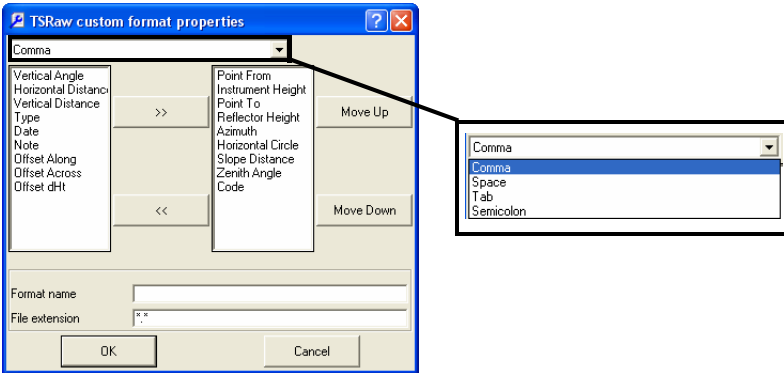 TSRaw custom format properties
Comma
Vertical Angle
Horizontal Distanc
Vertical Distance
Type
Date
Note
Offset Along
Offset Across
Offset dHt
>>
<<
Point From
Instrument Height
Point To
Reflector Height
Azimuth
Horizontal Circle
Slope Distance
Zenith Angle
Code
Move Up
Move Down
Format name
File extension
*.*
OK
Cancel
Comma
Comma
Space
Tab
Semicolon